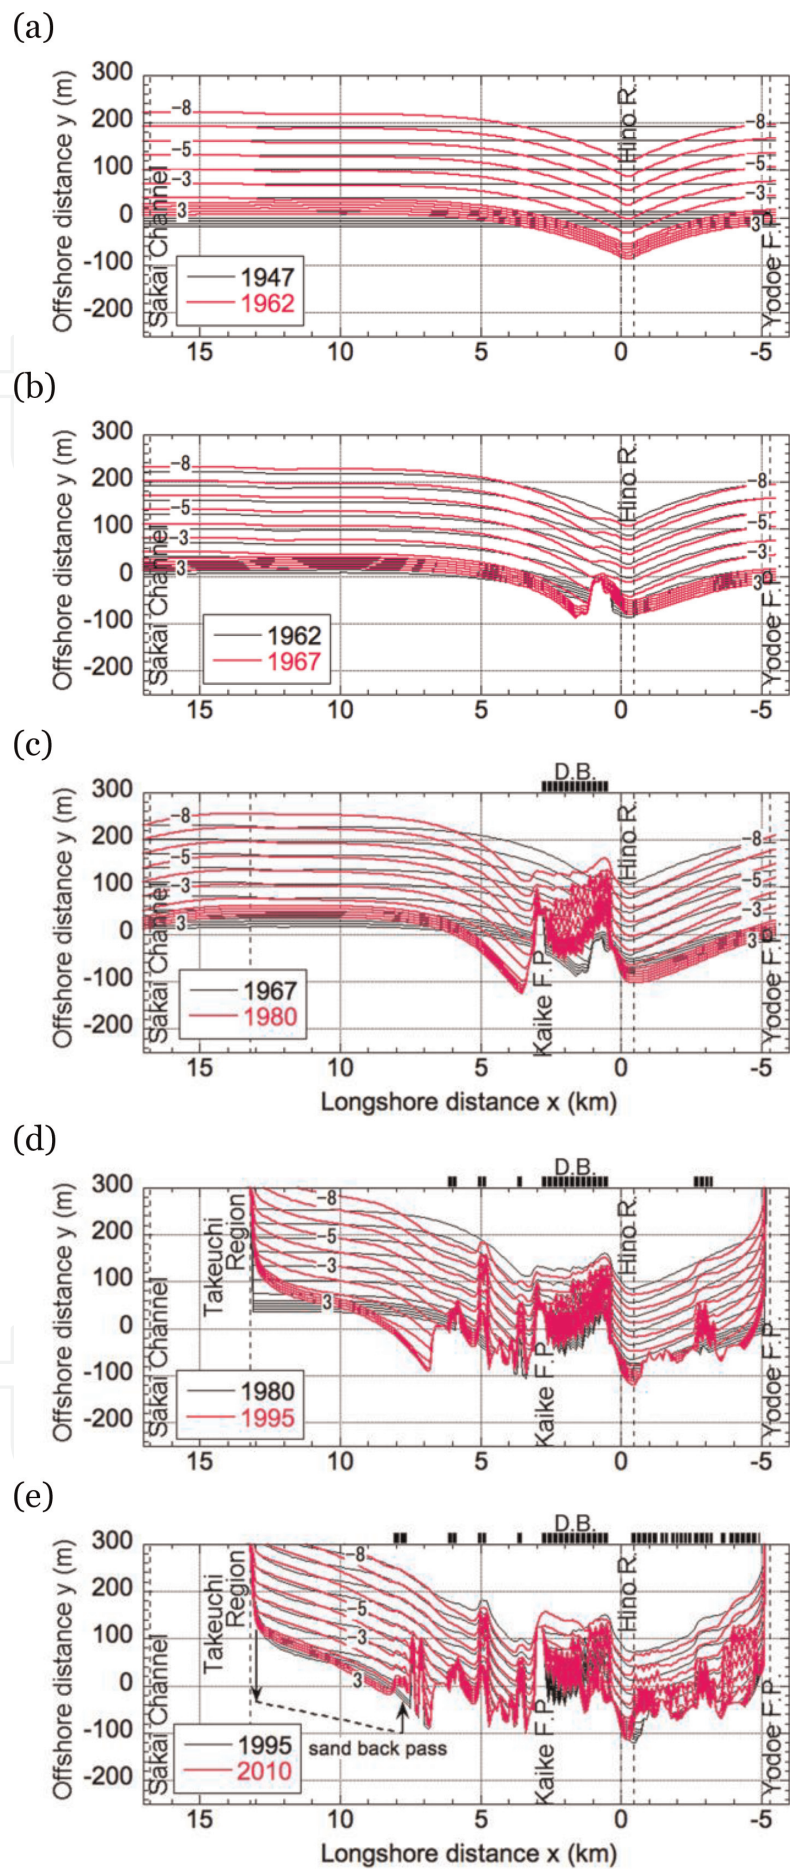 (a)
300
200
100
0
-100
-200
Offshore distance y (m)
-8
-5
-3
3
Sakai Channel
Hino R.
-8
-5
-3
3
Yodoe F.P.
1947
1962
15
10
5
0
-5
(b)
300
200
100
0
-100
-200
Offshore distance y (m)
-8
-5
-3
3
Sakai Channel
Hino R.
-8
-5
-3
3
Yodoe F.P.
1962
1967
15
10
5
0
-5
(c)
D.B.
300
200
100
0
-100
-200
Offshore distance y (m)
-8
-5
-3
3
Sakai Channel
Kaike F.P.
Hino R.
-8
-5
-3
3
Yodoe F.P.
1967
1980
15
10
5
0
-5
Longshore distance x (km)
(d)
D.B.
300
200
100
0
-100
-200
Offshore distance y (m)
Sakai Channel
Takeuchi
Region
-8
-5
-3
3
Kaike F.P.
Hino R.
Yodoe F.P.
1980
1995
15
10
5
0
-5
(e)
D.B.
300
200
100
0
-100
-200
Offshore distance y (m)
Sakai Channel
Takeuchi
Region
-8
-5
-3
3
Kaike F.P.
Hino R.
Yodoe F.P.
sand back pass
1995
2010
15
10
5
0
-5
Longshore distance x (km)